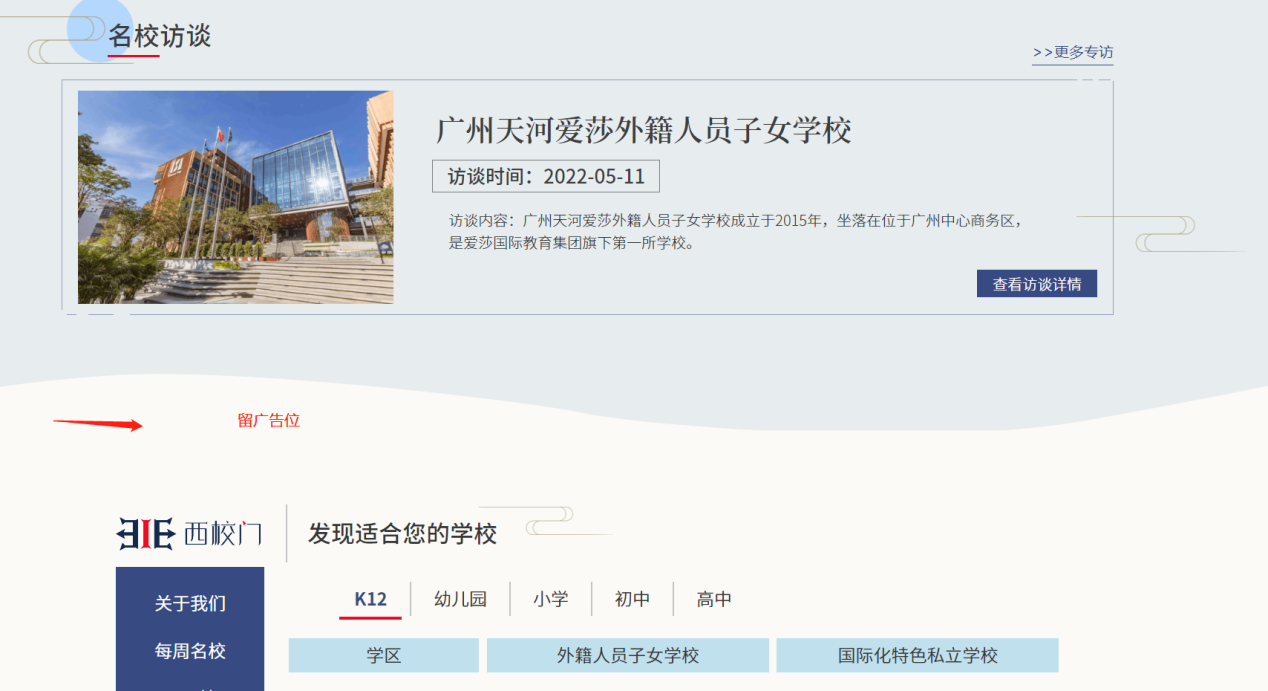 名校访谈
>>更多专访
广州天河爱莎外籍人员子女学校
访谈时间：2022-05-11
访谈内容：广州天河爱莎外籍人员子女学校成立于2015年，坐落在位于广州中心商务区，
是爱莎国际教育集团旗下第一所学校。
查看访谈详情
留广告位
西校门
发现适合您的学校
关于我们
每周名校
K12
幼儿园
小学
初中
高中
学区
外籍人员子女学校
国际化特色私立学校